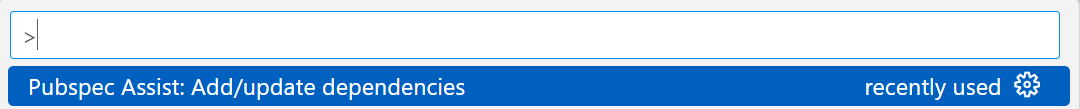 >
Pubspec Assist: Add/update dependencies recently used